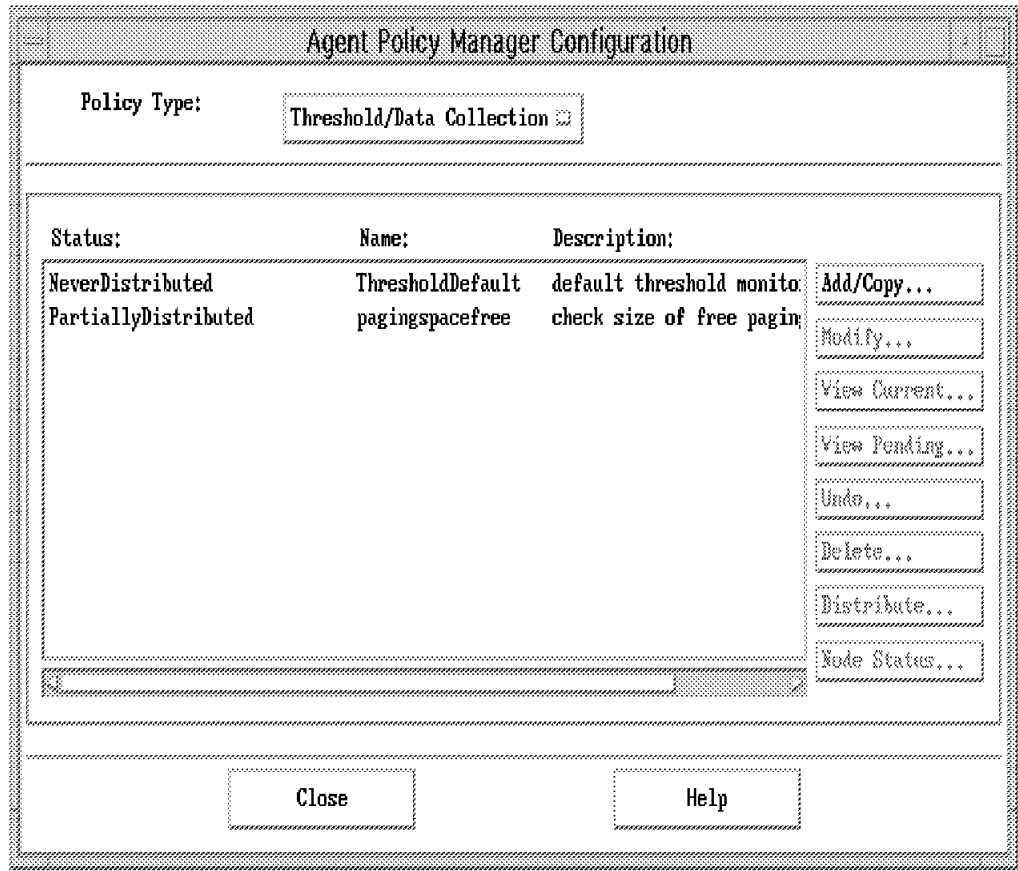 Agent Policy Manager Configuration
Policy Type:
Threshold/Data Collection
Status: Name: Description:
NeverDistributed ThresholdDefault default threshold monito
PartiallyDistributed pagingspacefree check size of free pagin
Add/Copy...
Modify...
View Current...
View Pending...
Undo...
Delete...
Distribute...
Node Status...
Close Help